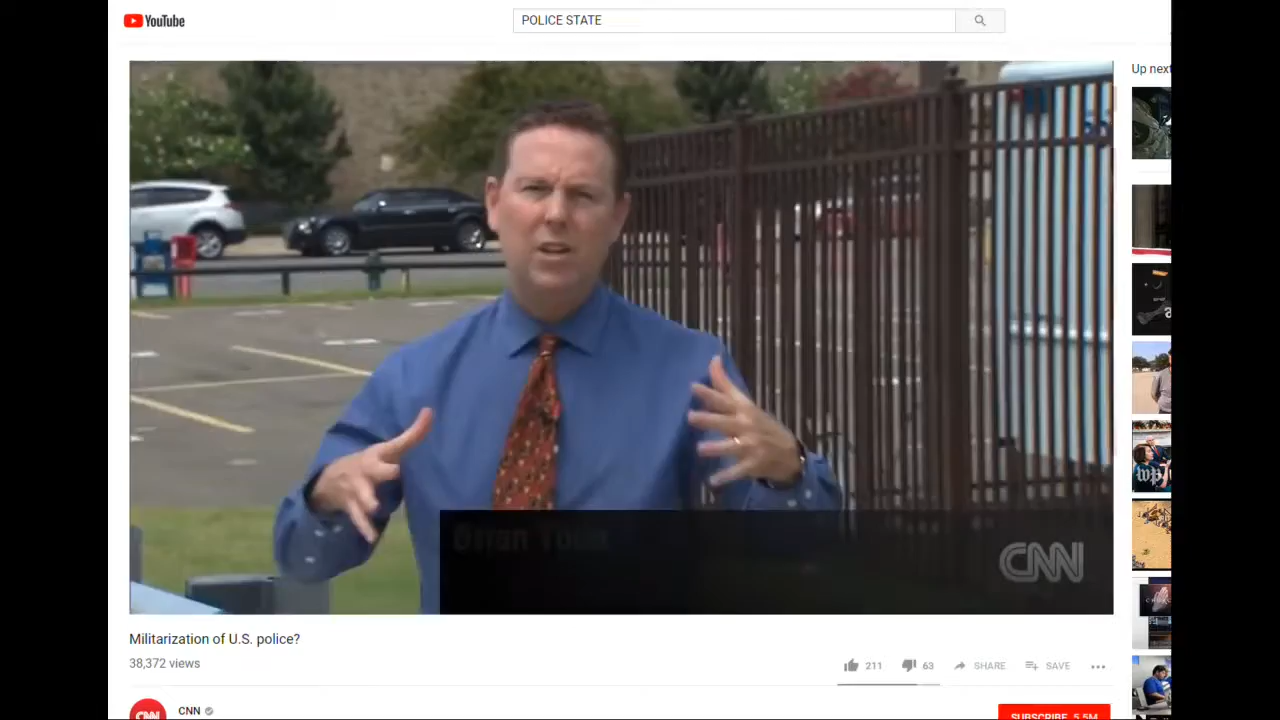 YouTube
POLICE STATE
Up next
CNN
Militarization of U.S. police?
38,372 views
211
63
SHARE
SAVE
CNN
CNN
SUBSCRIBE 5.5M